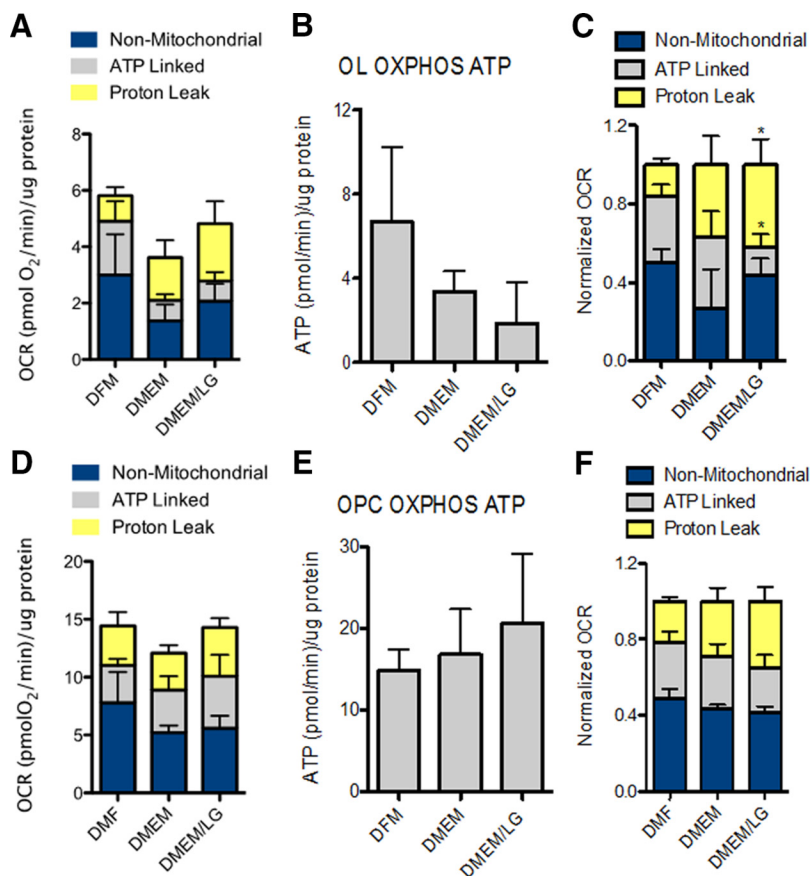 A
Non-Mitochondrial
ATP Linked
Proton Leak
OCR (pmol O2/min)/ug protein
8
6
4
2
0
DFM
DMEM
DMEM/LG
B
OL OXPHOS ATP
ATP (pmol/min)/ug protein
12
8
4
0
DFM
DMEM
DMEM/LG
C
Non-Mitochondrial
ATP Linked
Proton Leak
Normalized OCR
1.2
0.8
0.4
0.0
*
*
DFM
DMEM
DMEM/LG
D
Non-Mitochondrial
ATP Linked
Proton Leak
OCR (pmolO2/min)/ug protein
20
15
10
5
0
DMF
DMEM
DMEM/LG
E
OPC OXPHOS ATP
ATP (pmol/min)/ug protein
30
20
10
0
DFM
DMEM
DMEM/LG
F
Non-Mitochondrial
ATP Linked
Proton Leak
Normalized OCR
1.2
0.8
0.4
0.0
DMF
DMEM
DMEM/LG